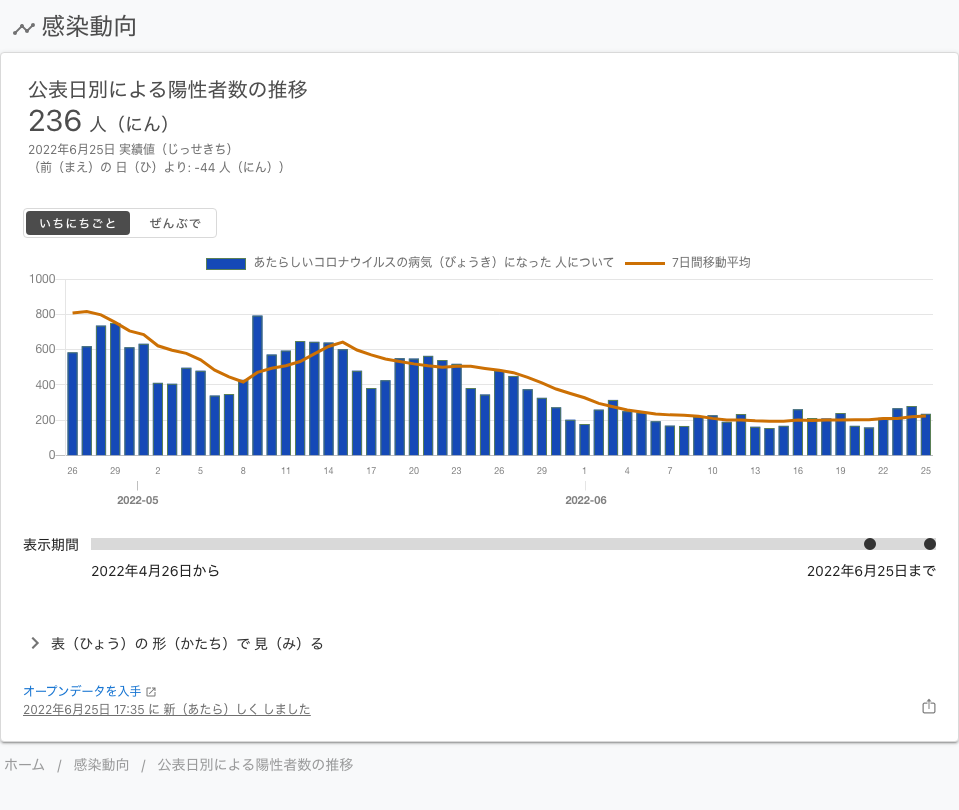 感染動向
公表日別による陽性者数の推移
236 人（にん）
2022年6月25日 実績値（じっせきち）
（前（まえ）の 日（ひ）より: -44 人（にん））
いちにちごと ぜんぶで
あたらしいコロナウイルスの病気（びょうき）になった 人について 7日間移動平均
1000
800
600
400
200
0
26 29 2 5 8 11 14 17 20 23 26 29 1 4 7 10 13 16 19 22 25
2022-05 2022-06
表示期間
2022年4月26日から 2022年6月25日まで
表（ひょう）の 形（かたち）で 見（み）る
オープンデータを入手
2022年6月25日 17:35 に 新（あたら）しく しました
ホーム / 感染動向 / 公表日別による陽性者数の推移